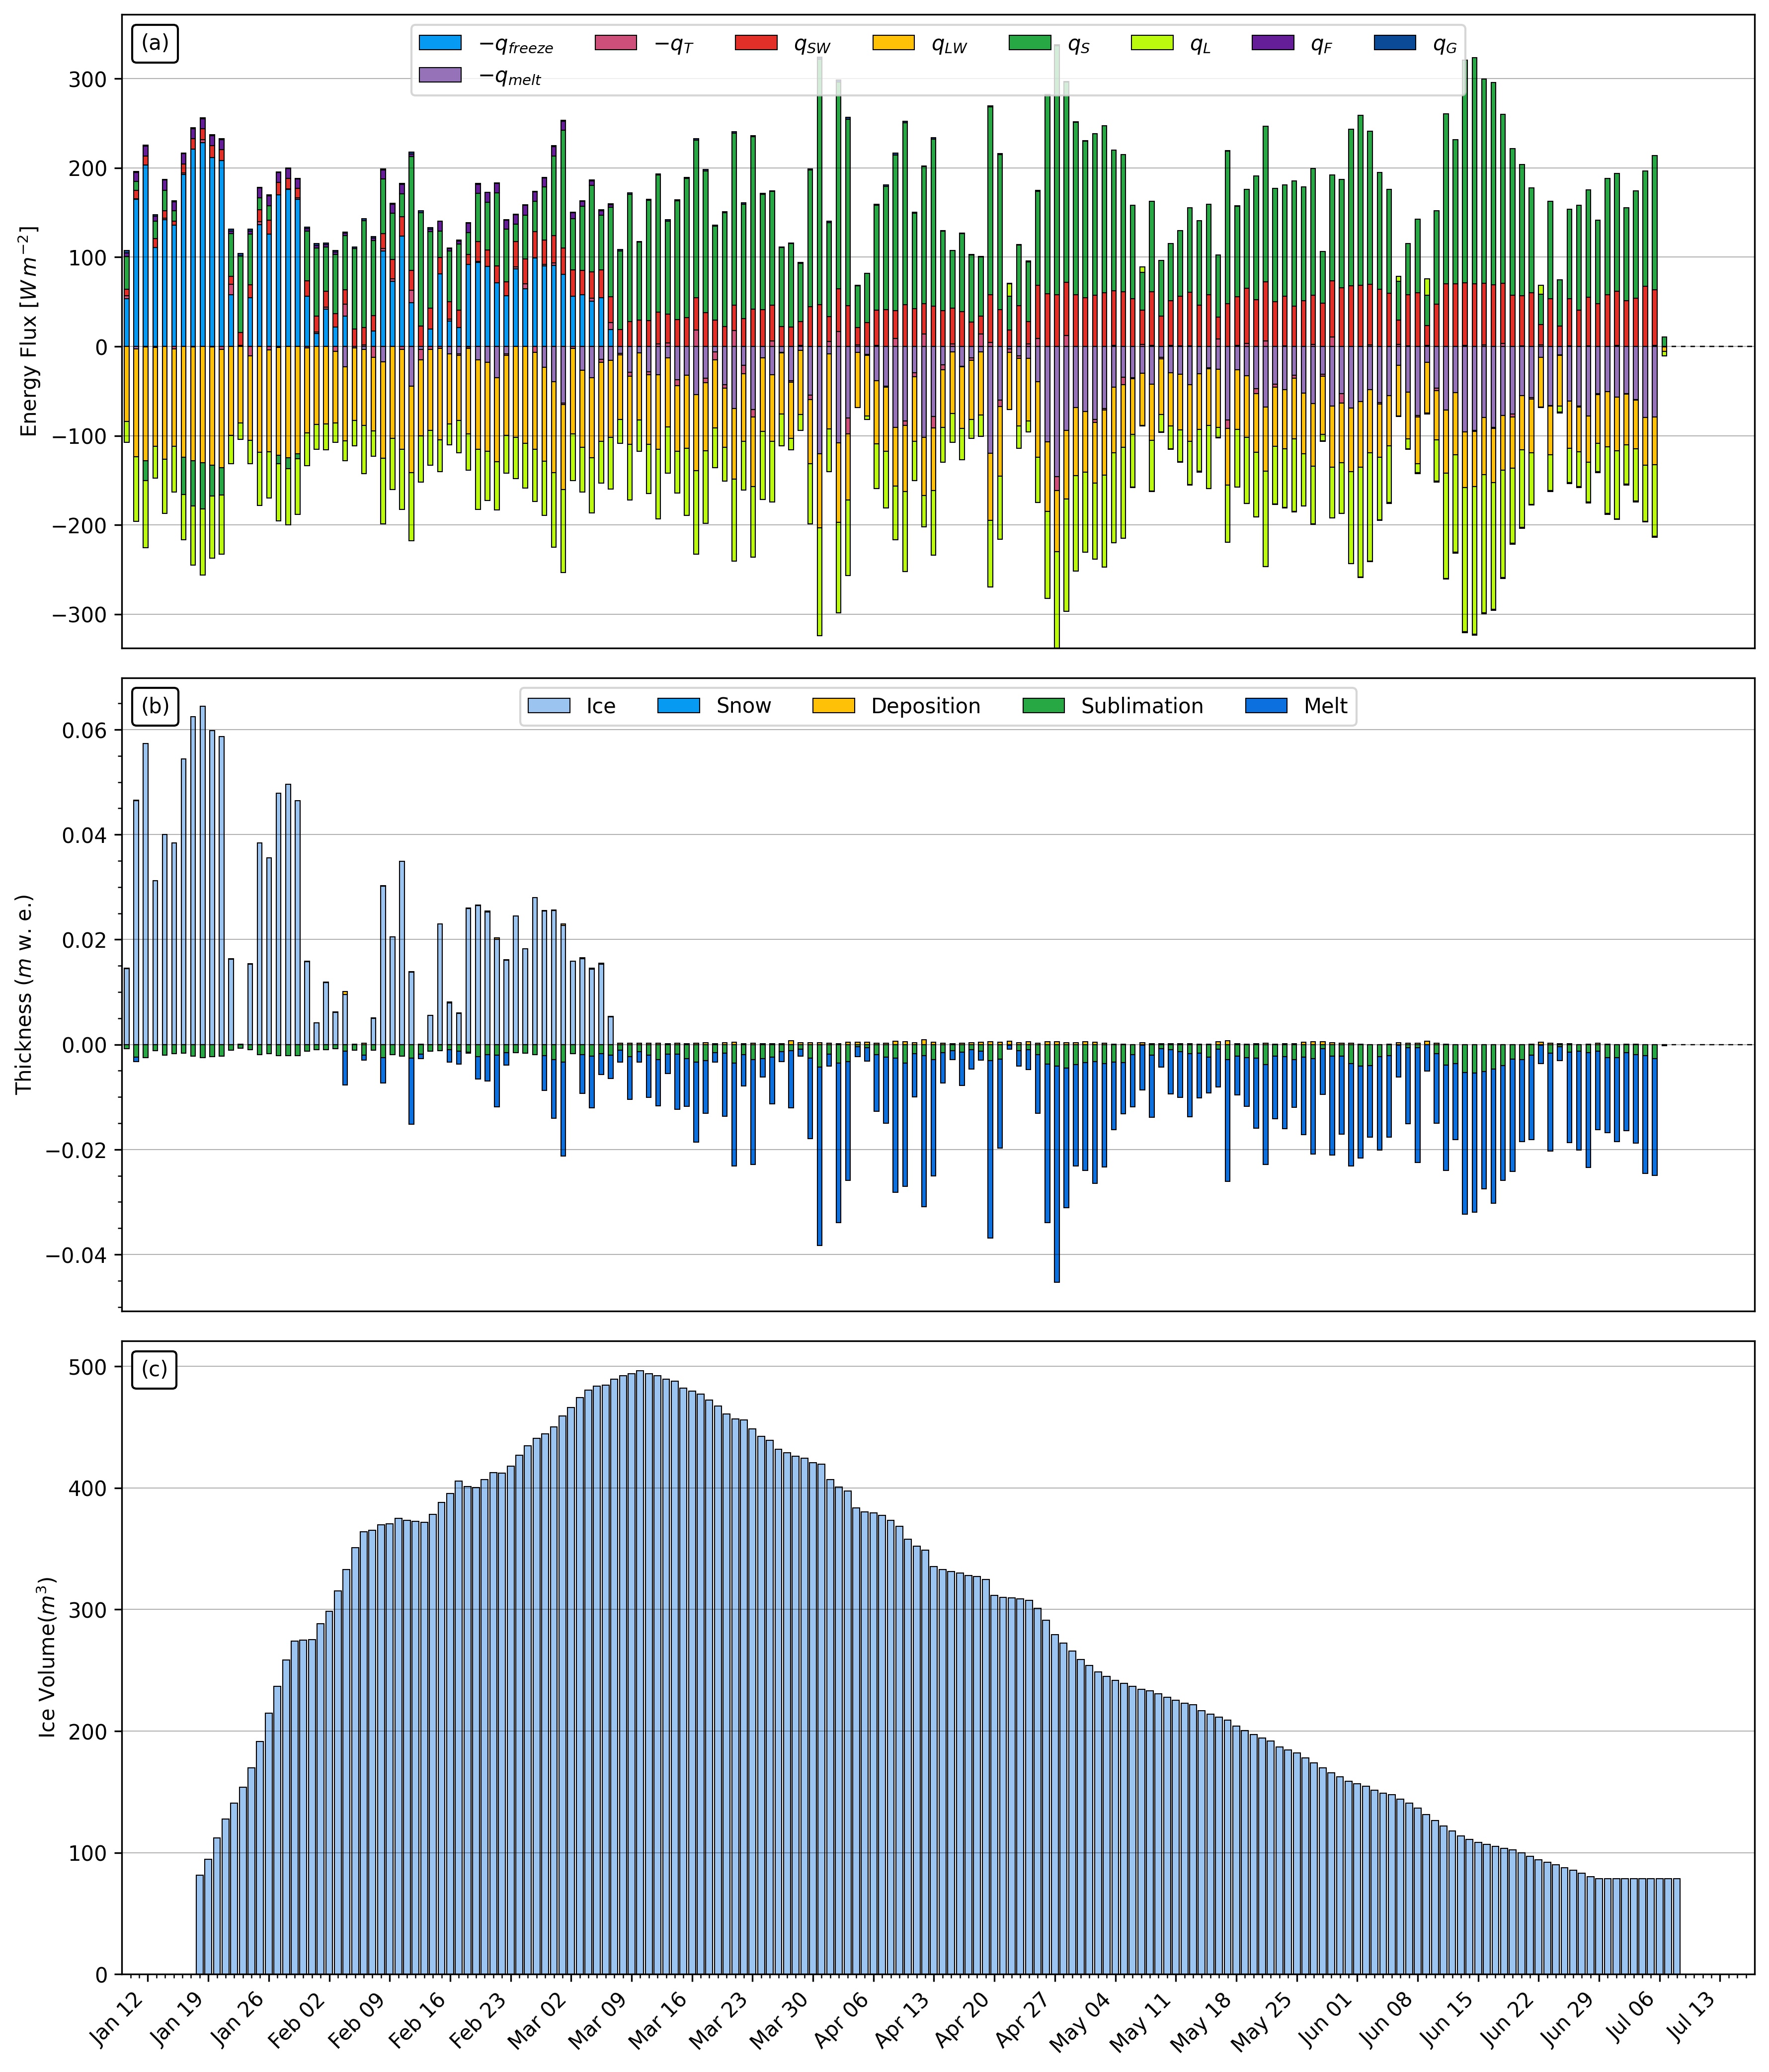 (a)
−q_freeze −q_T q_SW q_LW q_S q_L q_F q_G
−q_melt
300
200
100
0
−100
−200
−300
Energy Flux [W m⁻²]
(b)
Ice Snow Deposition Sublimation Melt
0.06
0.04
0.02
0.00
−0.02
−0.04
Thickness (m w. e.)
(c)
500
400
300
200
100
0
Ice Volume(m³)
Jan 12 Jan 19 Jan 26 Feb 02 Feb 09 Feb 16 Feb 23 Mar 02 Mar 09 Mar 16 Mar 23 Mar 30 Apr 06 Apr 13 Apr 20 Apr 27 May 04 May 11 May 18 May 25 Jun 01 Jun 08 Jun 15 Jun 22 Jun 29 Jul 06 Jul 13